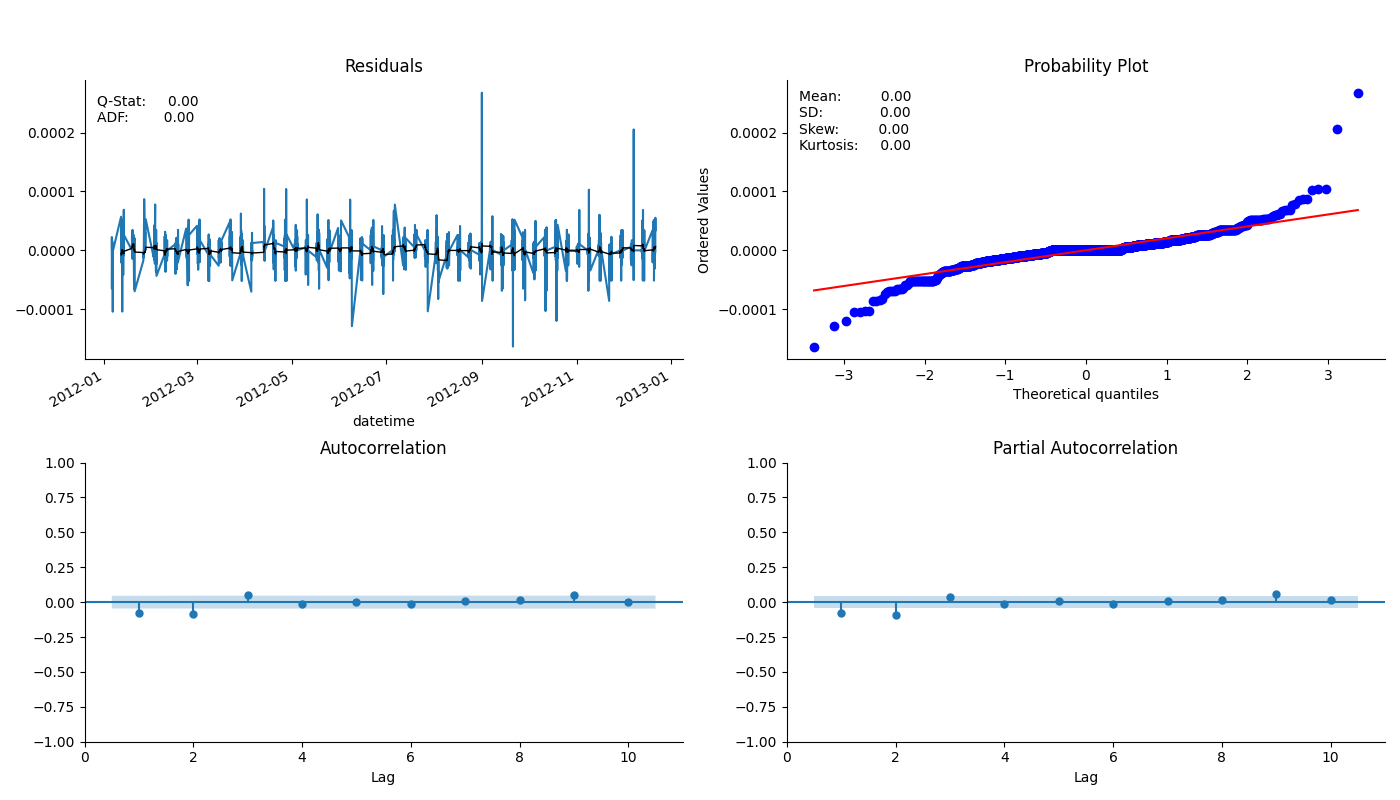 Residuals
Q-Stat: 0.00
ADF: 0.00
0.0002
0.0001
0.0000
−0.0001
2012-01 2012-03 2012-05 2012-07 2012-09 2012-11 2013-01
datetime
Probability Plot
Mean: 0.00
SD: 0.00
Skew: 0.00
Kurtosis: 0.00
Ordered Values
0.0002
0.0001
0.0000
−0.0001
−3 −2 −1 0 1 2 3
Theoretical quantiles
Autocorrelation
1.00
0.75
0.50
0.25
0.00
−0.25
−0.50
−0.75
−1.00
0 2 4 6 8 10
Lag
Partial Autocorrelation
1.00
0.75
0.50
0.25
0.00
−0.25
−0.50
−0.75
−1.00
0 2 4 6 8 10
Lag